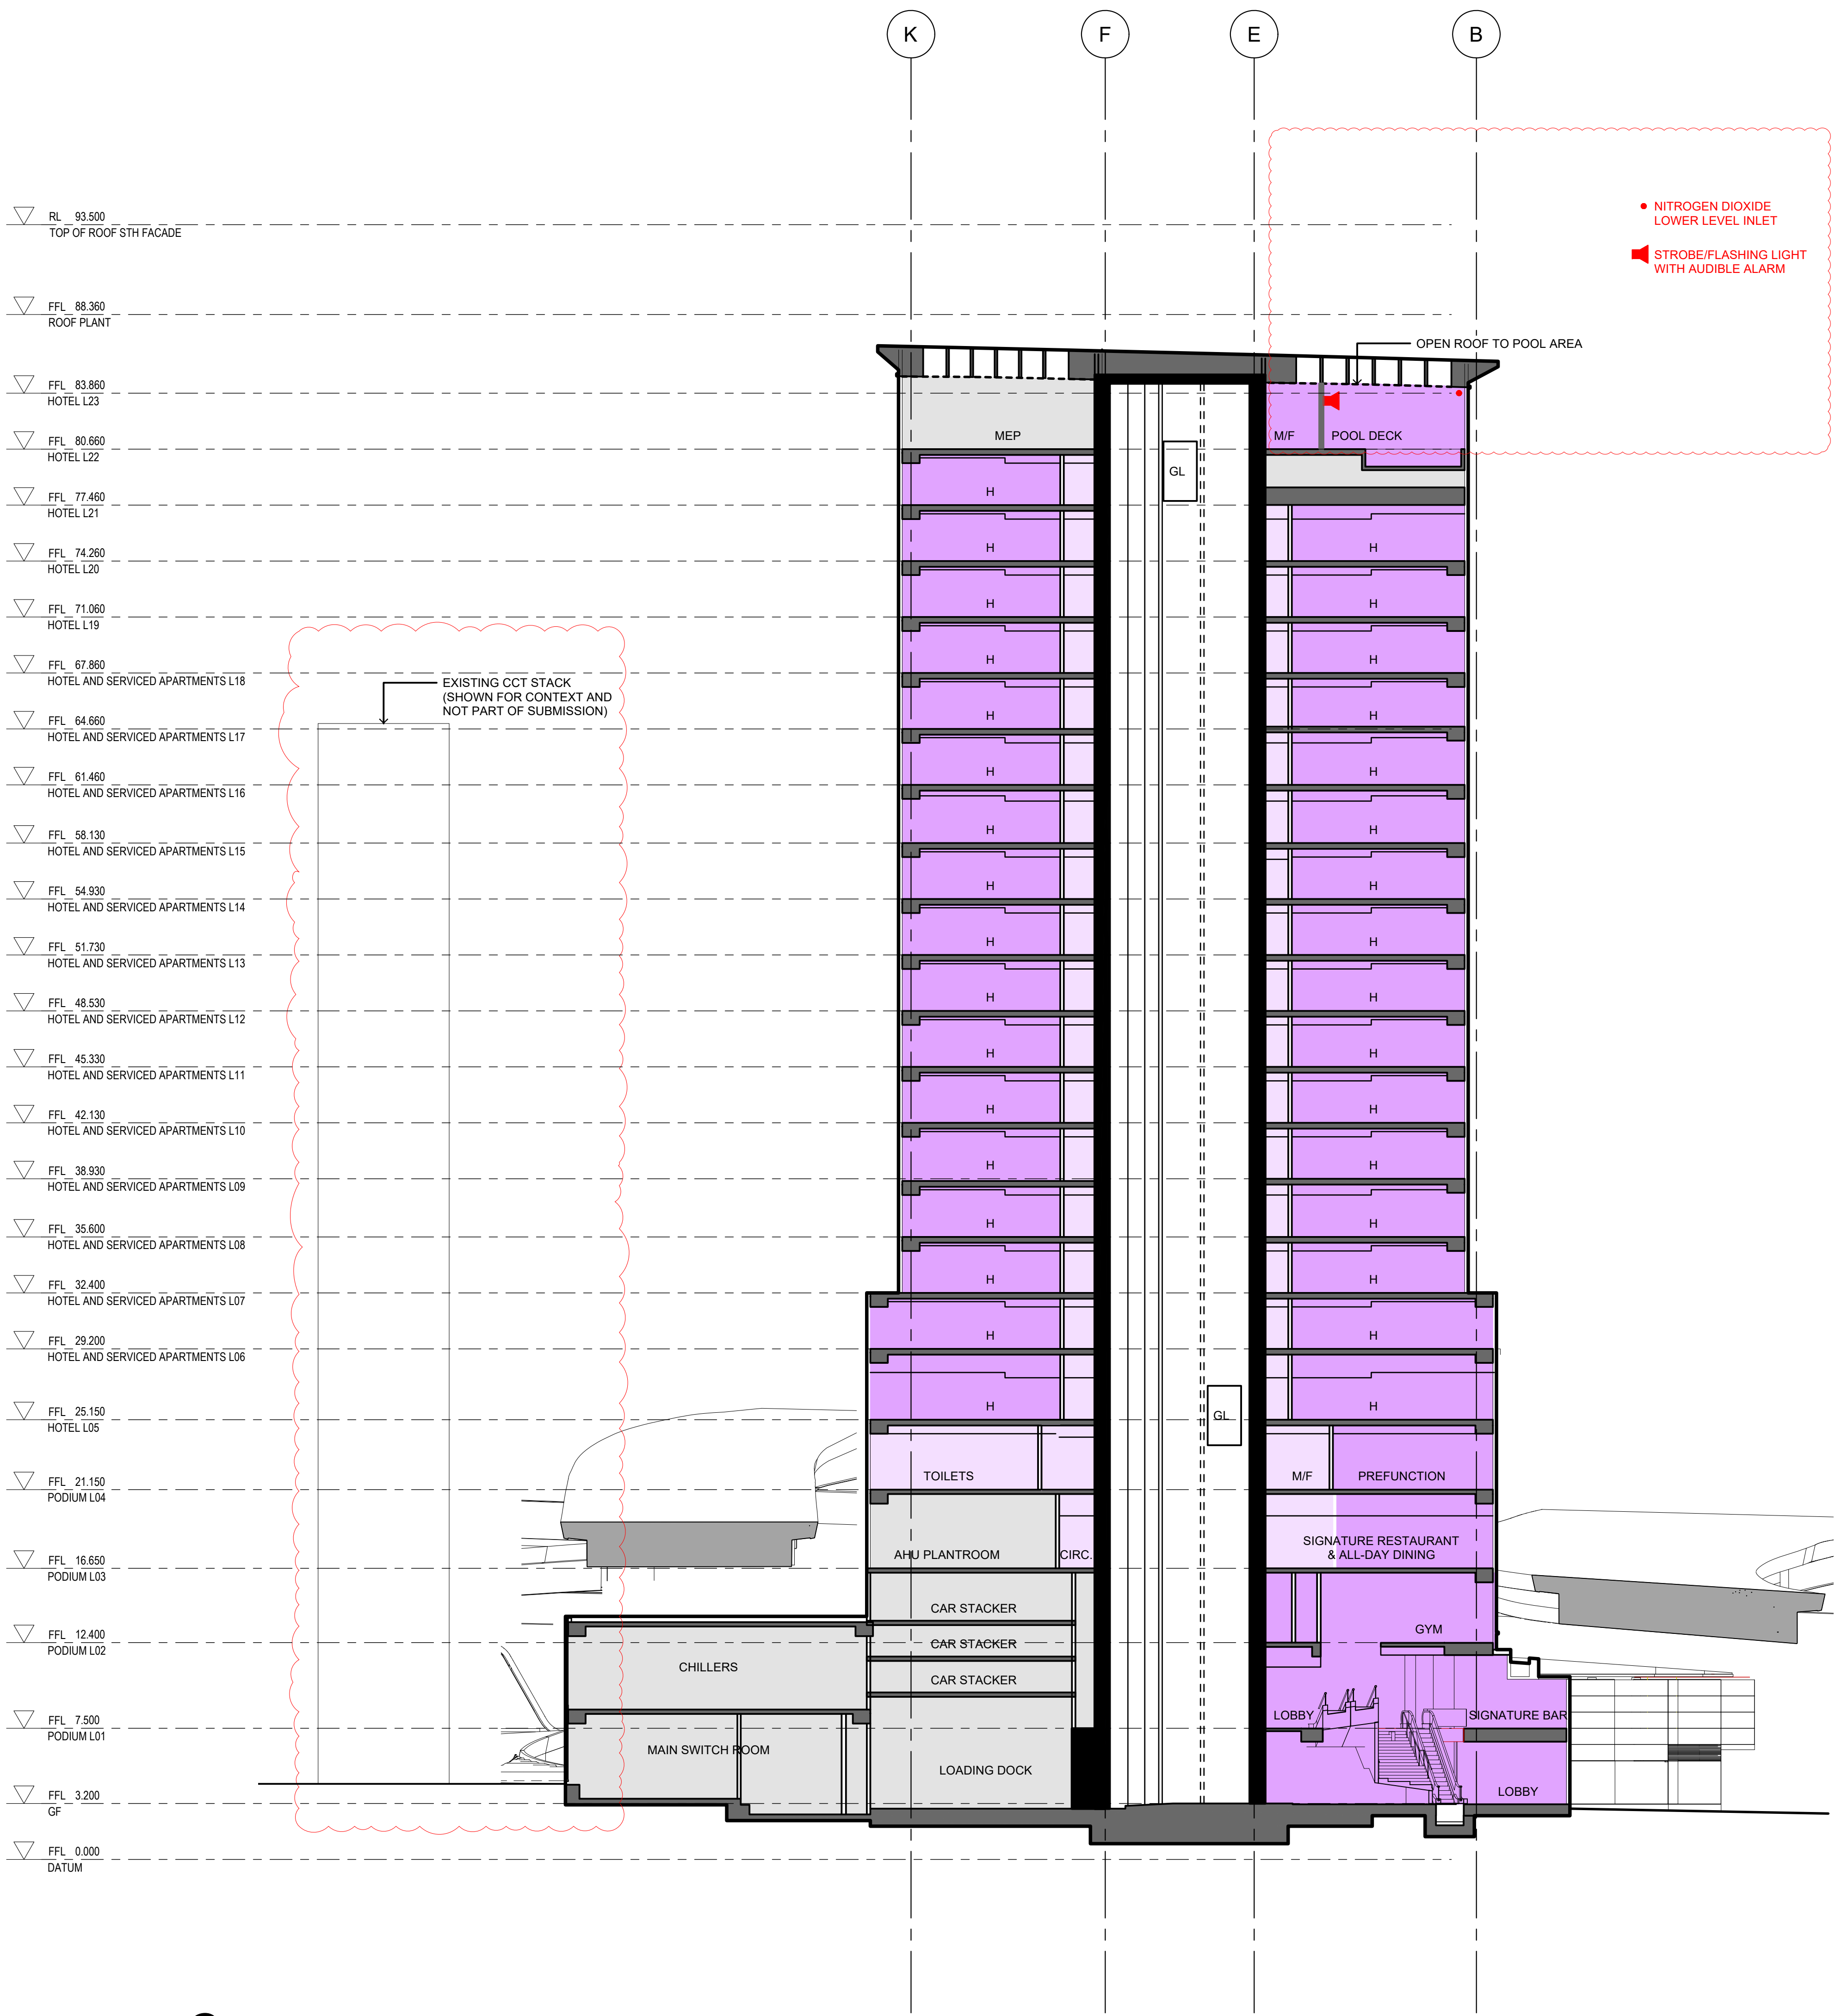 K
F
E
B
NITROGEN DIOXIDE
LOWER LEVEL INLET
STROBE/FLASHING LIGHT
WITH AUDIBLE ALARM
RL 93.500
TOP OF ROOF STH FACADE
FFL 88.360
ROOF PLANT
OPEN ROOF TO POOL AREA
FFL 83.860
HOTEL L23
MEP
M/F
POOL DECK
FFL 80.660
HOTEL L22
GL
H
FFL 77.460
HOTEL L21
H
H
FFL 74.260
HOTEL L20
H
H
FFL 71.060
HOTEL L19
H
H
FFL 67.860
HOTEL AND SERVICED APARTMENTS L18
EXISTING CCT STACK
(SHOWN FOR CONTEXT AND
NOT PART OF SUBMISSION)
H
H
FFL 64.660
HOTEL AND SERVICED APARTMENTS L17
H
H
FFL 61.460
HOTEL AND SERVICED APARTMENTS L16
H
H
FFL 58.130
HOTEL AND SERVICED APARTMENTS L15
H
H
FFL 54.930
HOTEL AND SERVICED APARTMENTS L14
H
H
FFL 51.730
HOTEL AND SERVICED APARTMENTS L13
H
H
FFL 48.530
HOTEL AND SERVICED APARTMENTS L12
H
H
FFL 45.330
HOTEL AND SERVICED APARTMENTS L11
H
H
FFL 42.130
HOTEL AND SERVICED APARTMENTS L10
H
H
FFL 38.930
HOTEL AND SERVICED APARTMENTS L09
H
H
FFL 35.600
HOTEL AND SERVICED APARTMENTS L08
H
H
FFL 32.400
HOTEL AND SERVICED APARTMENTS L07
H
H
FFL 29.200
HOTEL AND SERVICED APARTMENTS L06
H
H
FFL 25.150
HOTEL L05
GL
TOILETS
M/F
PREFUNCTION
FFL 21.150
PODIUM L04
AHU PLANTROOM
CIRC.
SIGNATURE RESTAURANT
& ALL-DAY DINING
FFL 16.650
PODIUM L03
CAR STACKER
GYM
FFL 12.400
PODIUM L02
CAR STACKER
CHILLERS
CAR STACKER
FFL 7.500
PODIUM L01
LOBBY
SIGNATURE BAR
MAIN SWITCH ROOM
LOADING DOCK
LOBBY
FFL 3.200
GF
FFL 0.000
DATUM